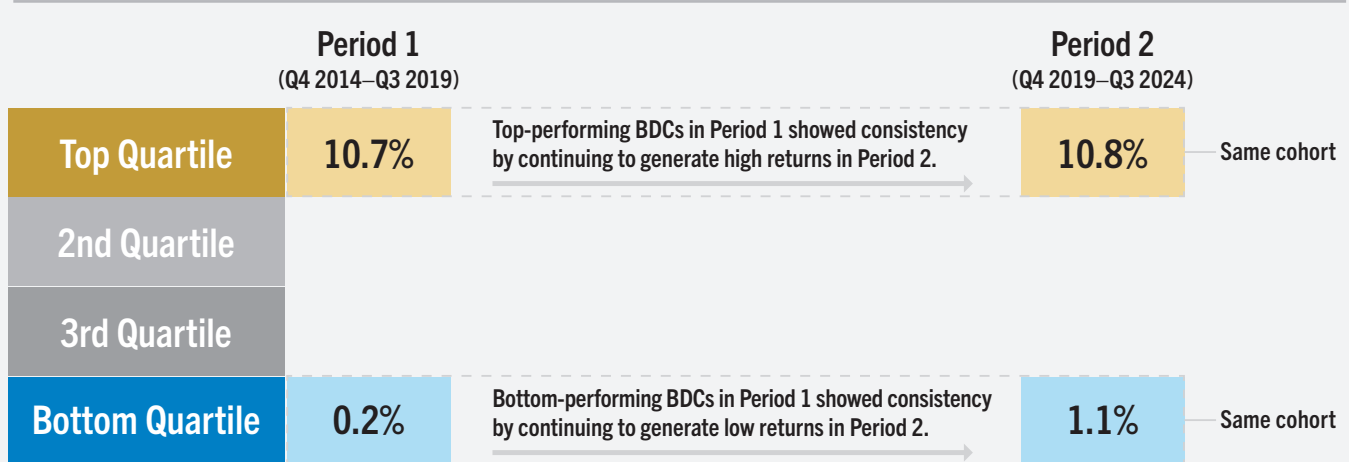 Period 1
(Q4 2014–Q3 2019)
Period 2
(Q4 2019–Q3 2024)
Top Quartile
10.7%
Top-performing BDCs in Period 1 showed consistency
by continuing to generate high returns in Period 2.
10.8%
Same cohort
2nd Quartile
3rd Quartile
Bottom Quartile
0.2%
Bottom-performing BDCs in Period 1 showed consistency
by continuing to generate low returns in Period 2.
1.1%
Same cohort